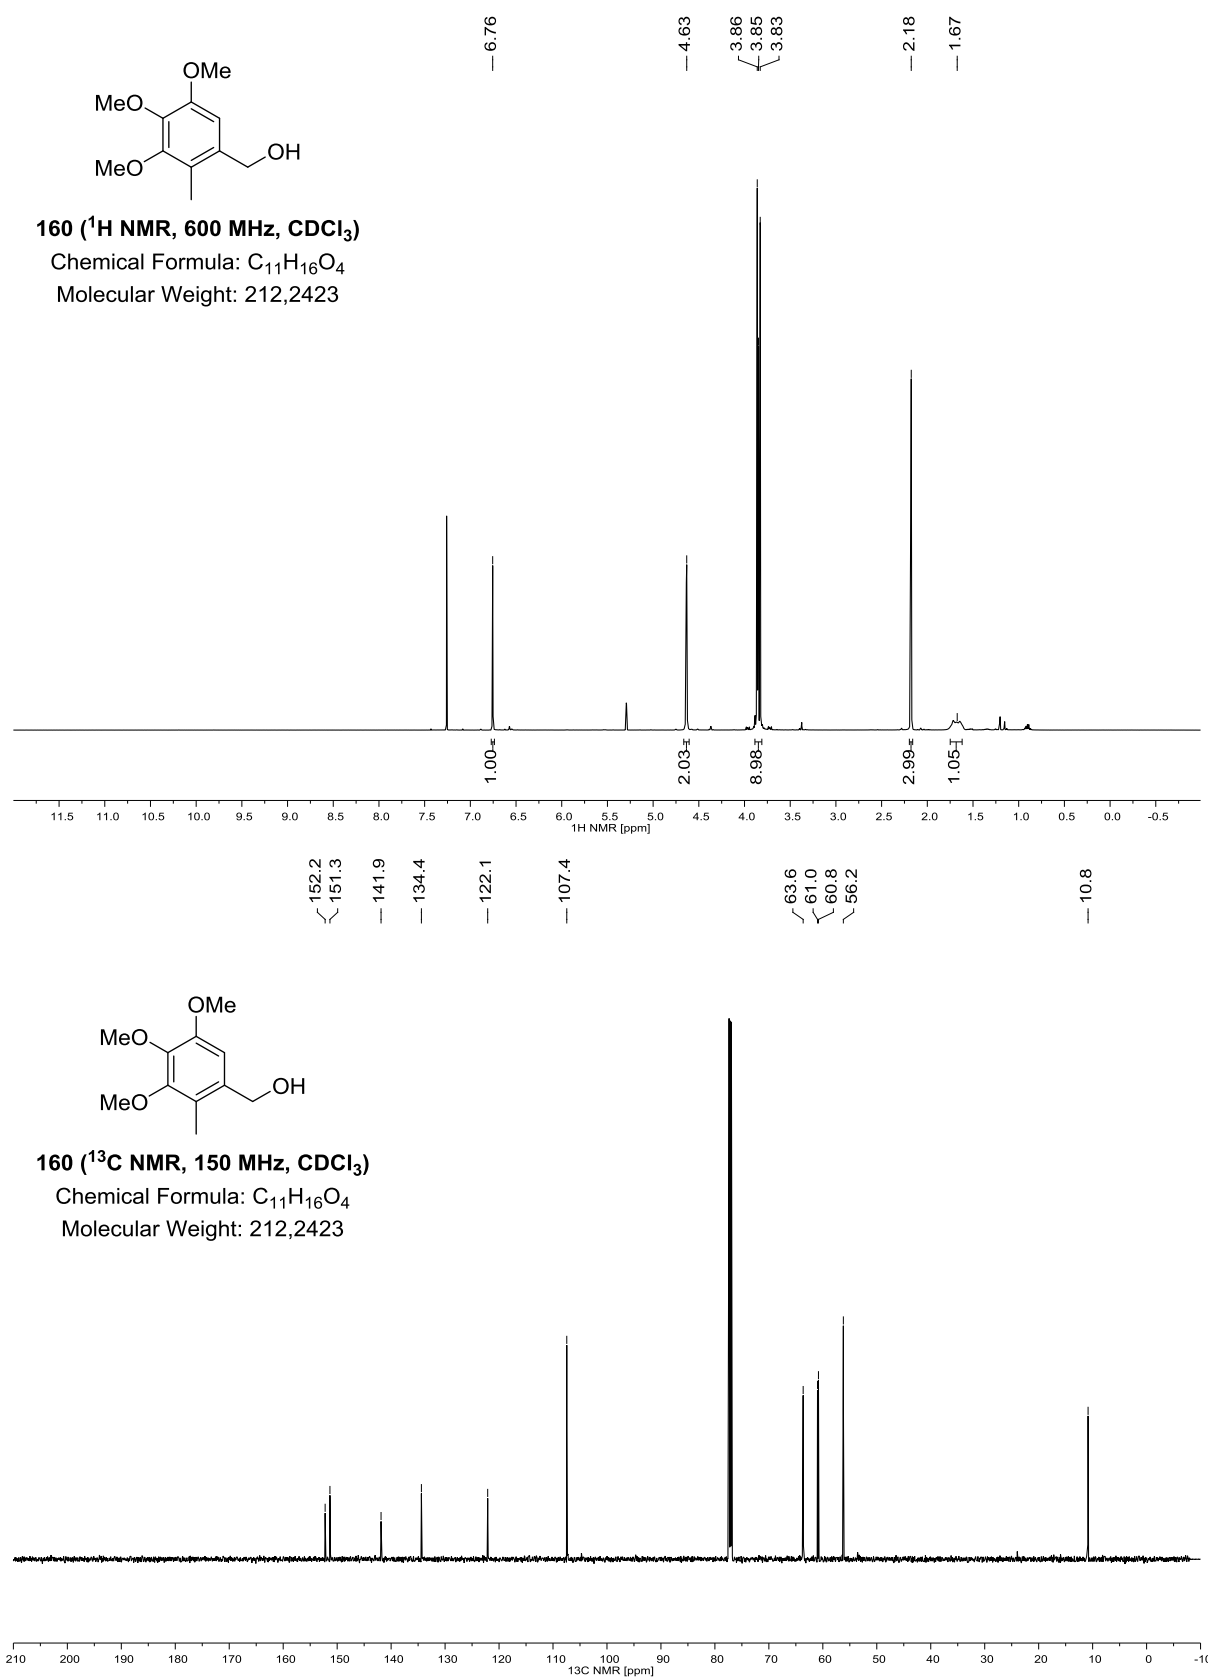 6.76
4.63
3.86
3.85
3.83
2.18
1.67
OMe
MeO
MeO
OH
160 (¹H NMR, 600 MHz, CDCl₃)
Chemical Formula: C₁₁H₁₆O₄
Molecular Weight: 212,2423
1.00
2.03
8.98
2.99
1.05
11.5 11.0 10.5 10.0 9.5 9.0 8.5 8.0 7.5 7.0 6.5 6.0 5.5 5.0 4.5 4.0 3.5 3.0 2.5 2.0 1.5 1.0 0.5 0.0 -0.5
1H NMR [ppm]
152.2
151.3
141.9
134.4
122.1
107.4
63.6
61.0
60.8
56.2
10.8
OMe
MeO
MeO
OH
160 (¹³C NMR, 150 MHz, CDCl₃)
Chemical Formula: C₁₁H₁₆O₄
Molecular Weight: 212,2423
210 200 190 180 170 160 150 140 130 120 110 100 90 80 70 60 50 40 30 20 10 0 -10
13C NMR [ppm]